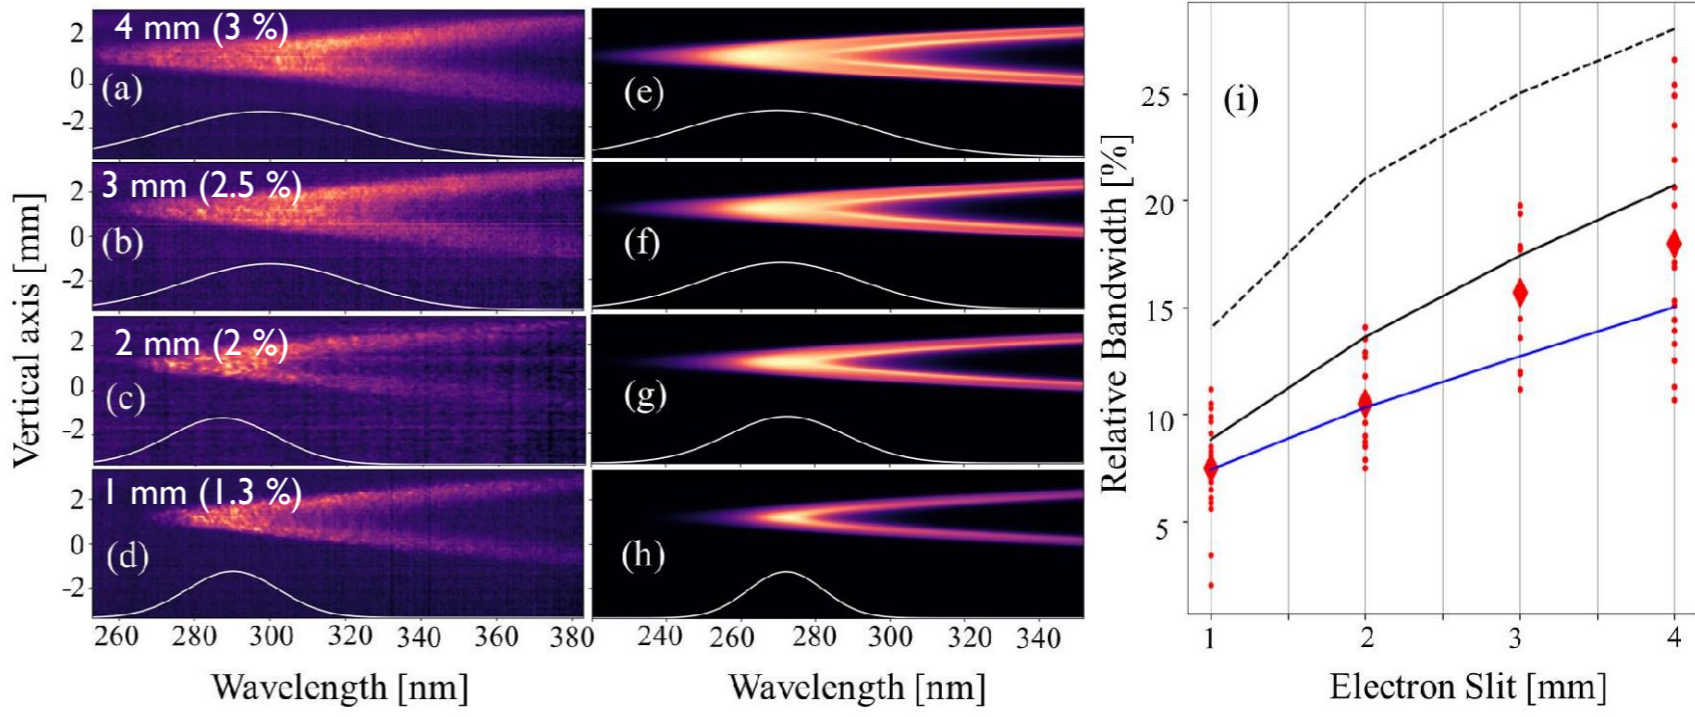 4 mm (3 %)
(a)
2
0
-2
3 mm (2.5 %)
(b)
2
0
-2
2 mm (2 %)
(c)
2
0
-2
1 mm (1.3 %)
(d)
2
0
-2
Vertical axis [mm]
260 280 300 320 340 360 380
Wavelength [nm]
(e)
(f)
(g)
(h)
240 260 280 300 320 340
Wavelength [nm]
(i)
25
20
15
10
5
Relative Bandwidth [%]
1 2 3 4
Electron Slit [mm]